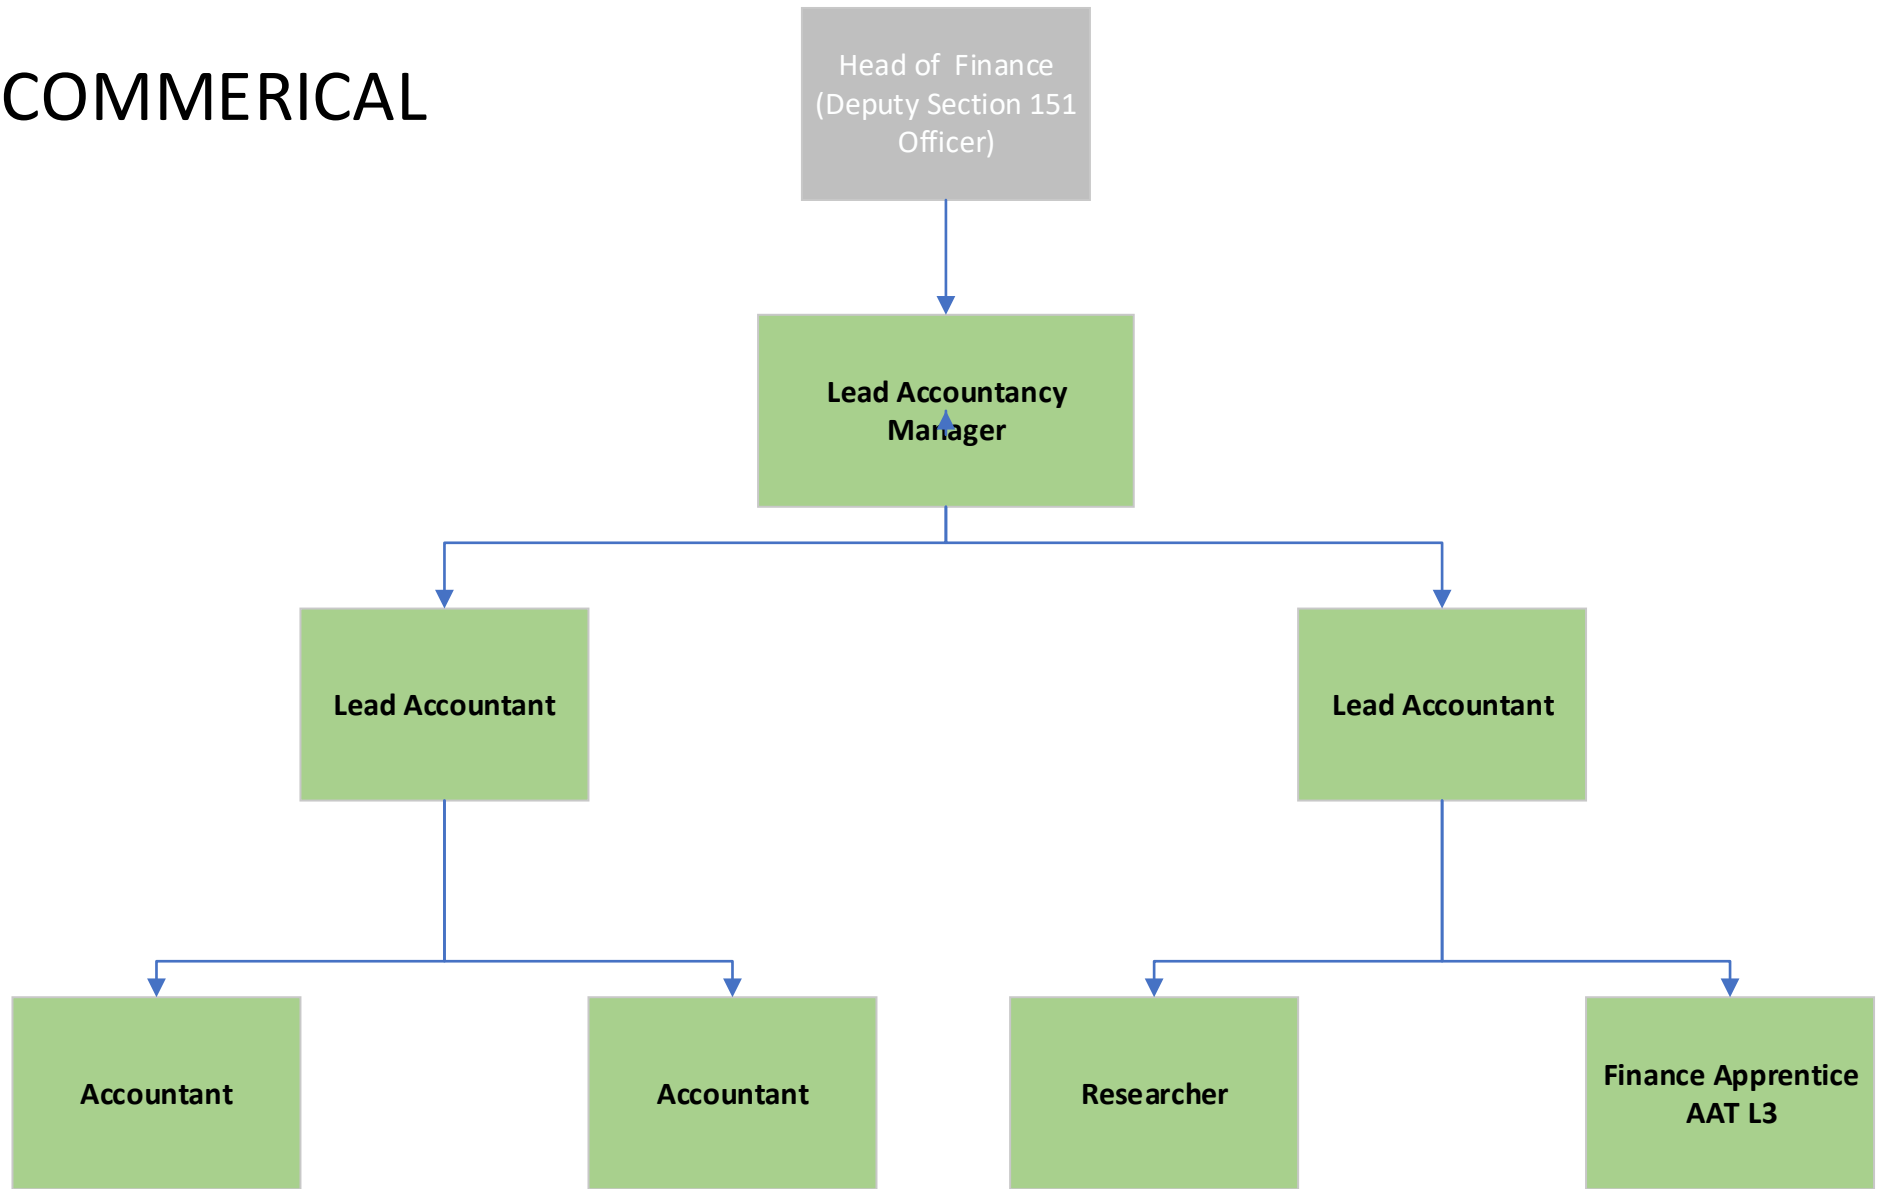 COMMERICAL
Head of Finance
(Deputy Section 151
Officer)
Lead Accountancy
Manager
Lead Accountant
Lead Accountant
Accountant
Accountant
Researcher
Finance Apprentice
AAT L3